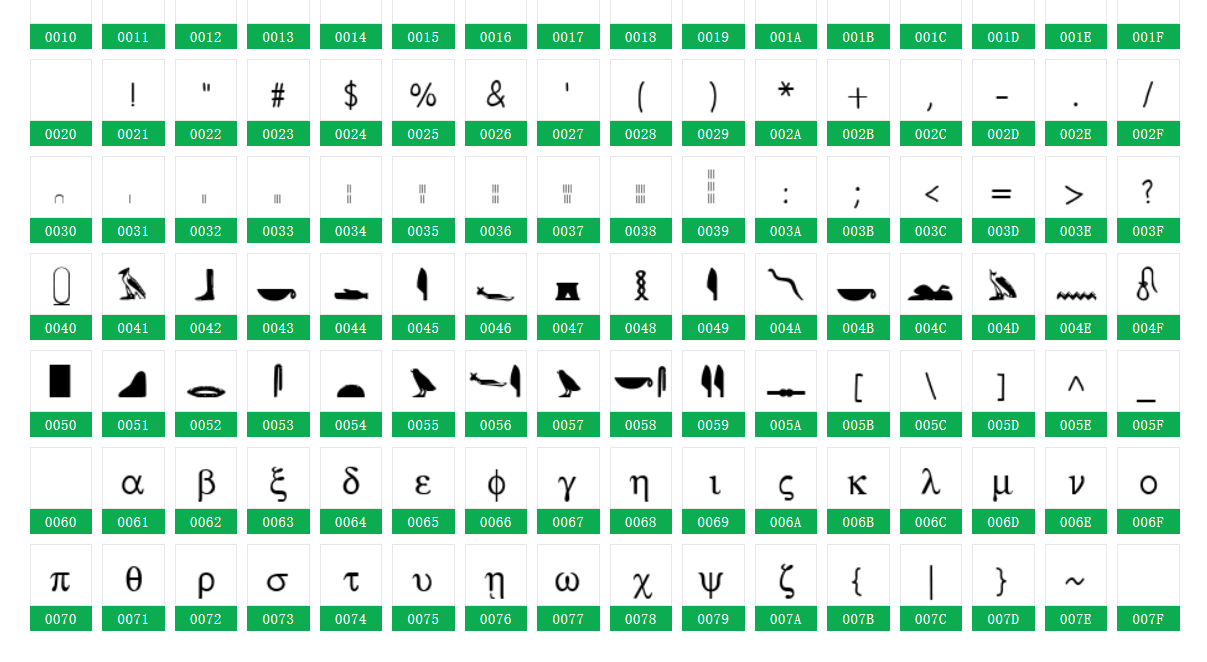 0010 0011 0012 0013 0014 0015 0016 0017 0018 0019 001A 001B 001C 001D 001E 001F
! " # $ % & ' ( ) * + , - . /
0020 0021 0022 0023 0024 0025 0026 0027 0028 0029 002A 002B 002C 002D 002E 002F
𓎆 𓏺 𓏻 𓏼 𓏽 𓏾 𓏿 𓐀 𓐁 𓐂 : ; < = > ?
0030 0031 0032 0033 0034 0035 0036 0037 0038 0039 003A 003B 003C 003D 003E 003F
𓍷 𓄿 𓃀 𓎡 𓂧 𓇋 𓆑 𓎼 𓎛 𓇋 𓆓 𓎡 𓃭 𓅓 𓈖 𓍯
0040 0041 0042 0043 0044 0045 0046 0047 0048 0049 004A 004B 004C 004D 004E 004F
𓊪 𓈎 𓂋 𓋴 𓏏 𓅱 𓆑𓇋 𓅱 𓎡𓋴 𓇌 𓊃 [ \ ] ^ _
0050 0051 0052 0053 0054 0055 0056 0057 0058 0059 005A 005B 005C 005D 005E 005F
α β ξ δ ε ϕ γ η ι ς κ λ μ ν ο
0060 0061 0062 0063 0064 0065 0066 0067 0068 0069 006A 006B 006C 006D 006E 006F
π θ ρ σ τ υ ῃ ω χ ψ ζ { | } ~
0070 0071 0072 0073 0074 0075 0076 0077 0078 0079 007A 007B 007C 007D 007E 007F